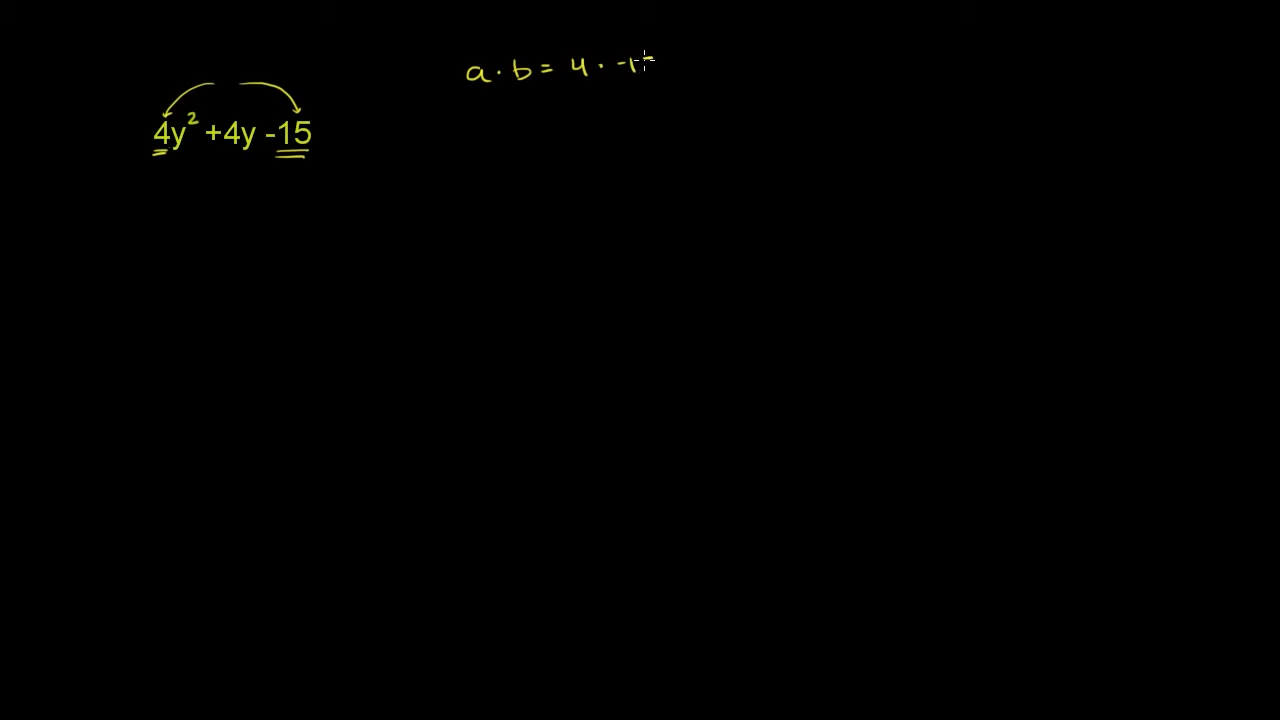 a · b = 4 · -1
4y² +4y -15